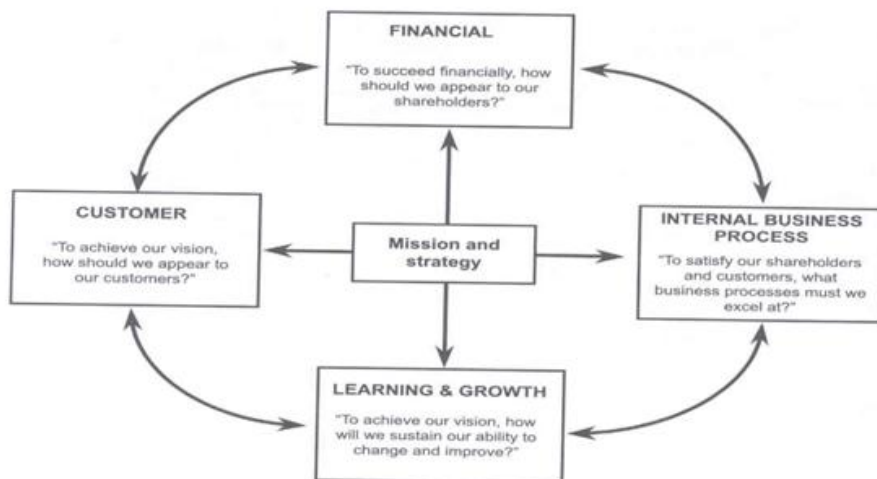 FINANCIAL
"To succeed financially, how
should we appear to our
shareholders?"
CUSTOMER
"To achieve our vision,
how should we appear to
our customers?"
Mission and
strategy
INTERNAL BUSINESS
PROCESS
"To satisfy our shareholders
and customers, what
business processes must we
excel at?"
LEARNING & GROWTH
"To achieve our vision, how
will we sustain our ability to
change and improve?"